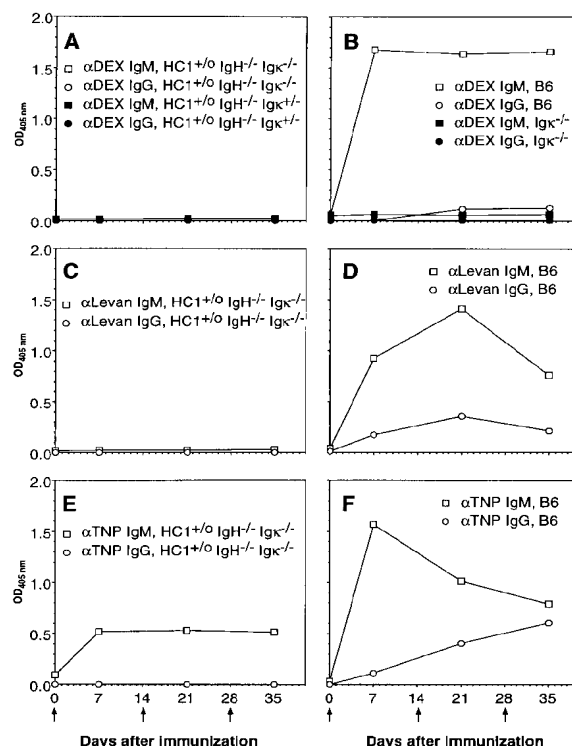 A
□ αDEX IgM, HC1+/o IgH-/- Igκ-/-
○ αDEX IgG, HC1+/o IgH-/- Igκ-/-
■ αDEX IgM, HC1+/o IgH-/- Igκ+/-
● αDEX IgG, HC1+/o IgH-/- Igκ+/-
2.0
1.5
1.0
0.5
0.0
OD405 nm
B
□ αDEX IgM, B6
○ αDEX IgG, B6
■ αDEX IgM, Igκ-/-
● αDEX IgG, Igκ-/-
C
□ αLevan IgM, HC1+/o IgH-/- Igκ-/-
○ αLevan IgG, HC1+/o IgH-/- Igκ-/-
2.0
1.5
1.0
0.5
0.0
OD405 nm
D
□ αLevan IgM, B6
○ αLevan IgG, B6
E
□ αTNP IgM, HC1+/o IgH-/- Igκ-/-
○ αTNP IgG, HC1+/o IgH-/- Igκ-/-
2.0
1.5
1.0
0.5
0.0
OD405 nm
0 7 14 21 28 35
Days after immunization
F
□ αTNP IgM, B6
○ αTNP IgG, B6
0 7 14 21 28 35
Days after immunization